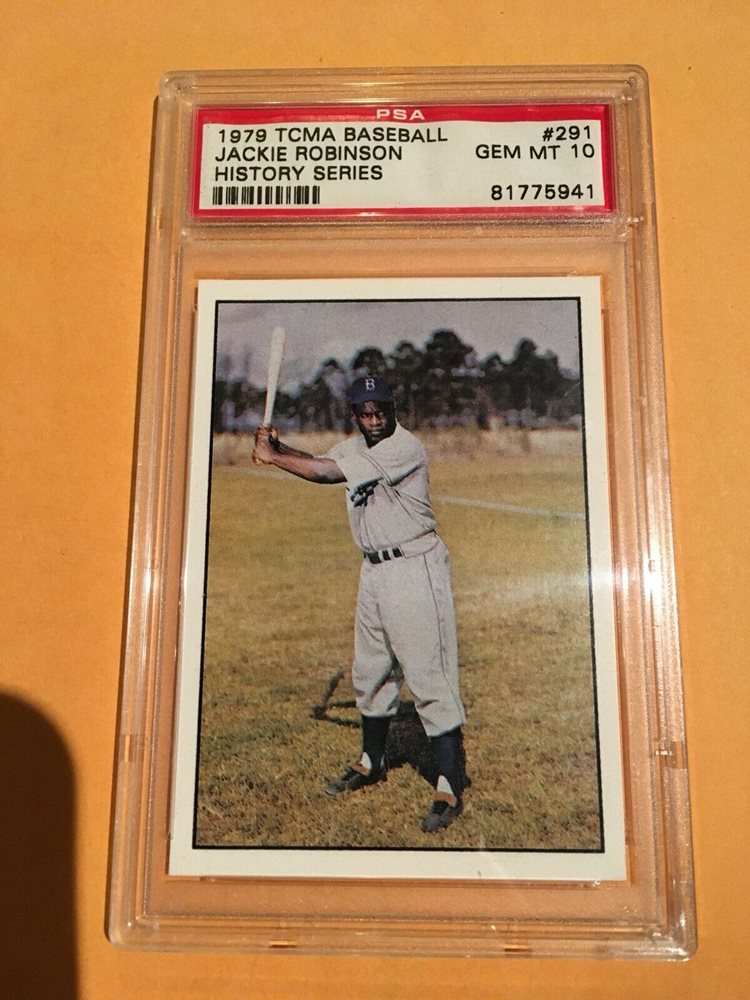 PSA
1979 TCMA BASEBALL #291
JACKIE ROBINSON GEM MT 10
HISTORY SERIES
81775941
B